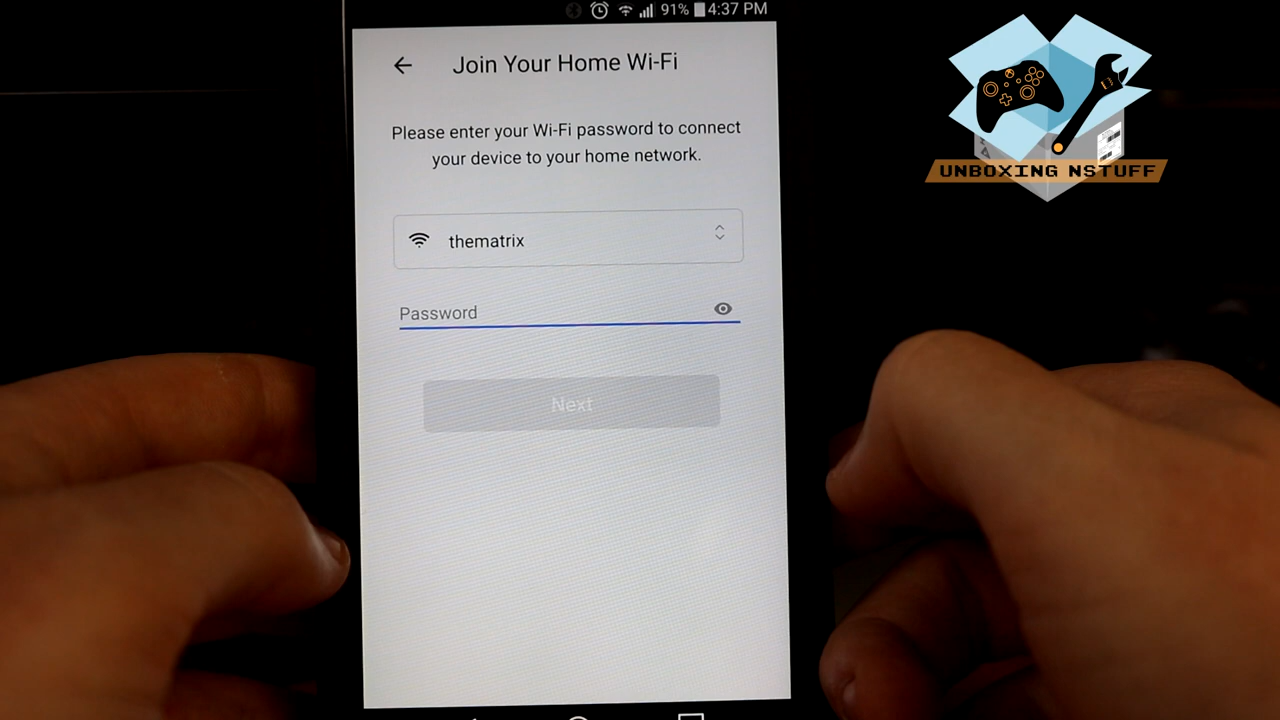 91% 4:37 PM
Join Your Home Wi-Fi
Please enter your Wi-Fi password to connect
your device to your home network.
thematrix
Password
Next
UNBOXING NSTUFF